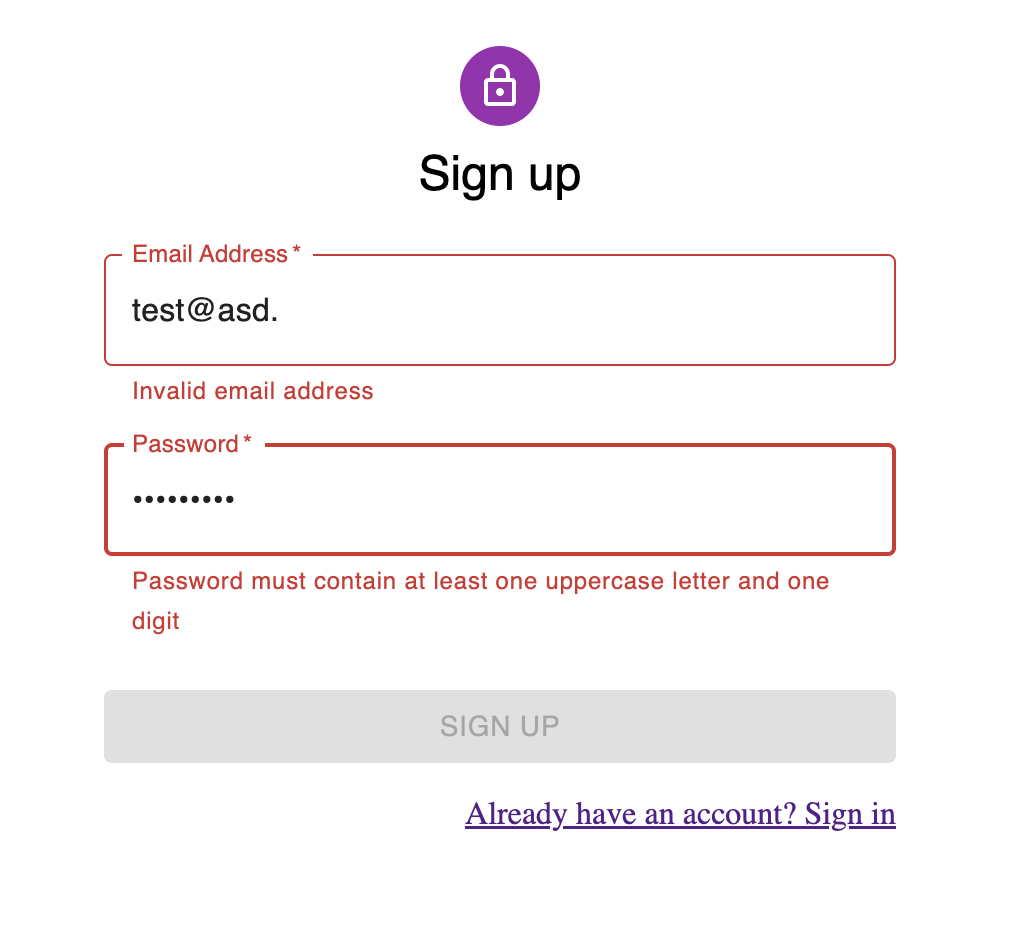 Sign up
Email Address *
test@asd.
Invalid email address
Password *
•••••••••
Password must contain at least one uppercase letter and one
digit
SIGN UP
Already have an account? Sign in